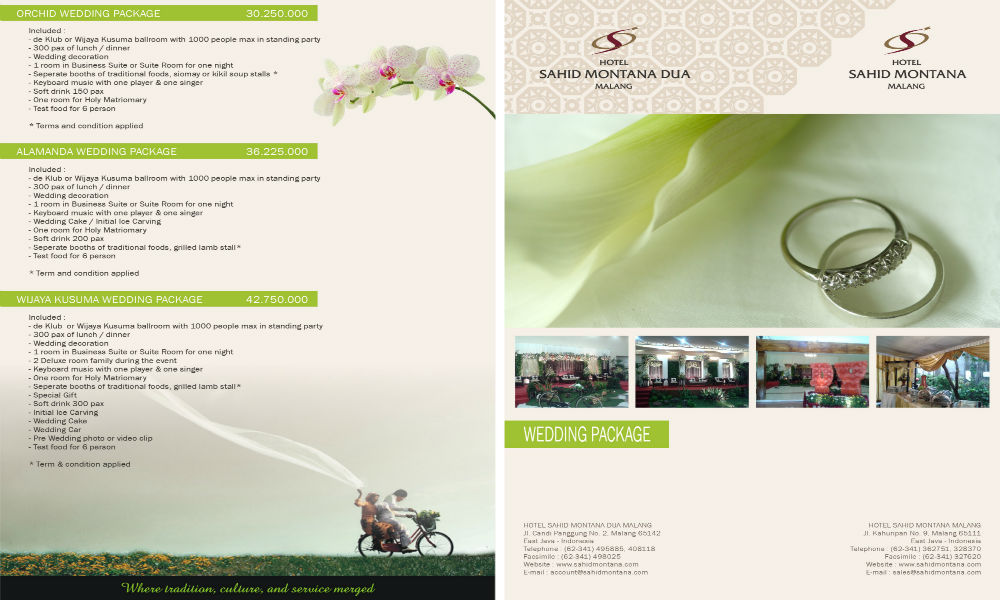 ORCHID WEDDING PACKAGE 30.250.000
Included :
- de Klub or Wijaya Kusuma ballroom with 1000 people max in standing party
- 300 pax of lunch / dinner
- Wedding decoration
- 1 room in Business Suite or Suite Room for one night
- Seperate booths of traditional foods, siomay or kikil soup stalls *
- Keyboard music with one player & one singer
- Soft drink 150 pax
- One room for Holy Matriomary
- Test food for 6 person
* Terms and condition applied
ALAMANDA WEDDING PACKAGE 36.225.000
Included :
- de Klub or Wijaya Kusuma ballroom with 1000 people max in standing party
- 300 pax of lunch / dinner
- Wedding decoration
- 1 room in Business Suite or Suite Room for one night
- Keyboard music with one player & one singer
- Wedding Cake / Initial Ice Carving
- One room for Holy Matriomary
- Soft drink 200 pax
- Seperate booths of traditional foods, grilled lamb stall*
- Test food for 6 person
* Term and condition applied
WIJAYA KUSUMA WEDDING PACKAGE 42.750.000
Included :
- de Klub or Wijaya Kusuma ballroom with 1000 people max in standing party
- 300 pax of lunch / dinner
- Wedding decoration
- 1 room in Business Suite or Suite Room for one night
- 2 Deluxe room family during the event
- Keyboard music with one player & one singer
- One room for Holy Matriomary
- Seperate booths of traditional foods, grilled lamb stall*
- Special Gift
- Soft drink 300 pax
- Initial Ice Carving
- Wedding Cake
- Wedding Car
- Pre Wedding photo or video clip
- Test food for 6 person
* Term & condition applied
Where tradition, culture, and service merged
HOTEL
SAHID MONTANA DUA
MALANG
HOTEL
SAHID MONTANA
MALANG
WEDDING PACKAGE
HOTEL SAHID MONTANA DUA MALANG
Jl. Candi Panggung No. 2, Malang 65142
East Java - Indonesia
Telephone : (62-341) 495885, 408118
Facsimile : (62-341) 498025
Website : www.sahidmontana.com
E-mail : account@sahidmontana.com
HOTEL SAHID MONTANA MALANG
Jl. Kahunpan No. 9, Malang 65111
East Java - Indonesia
Telephone : (62-341) 362751, 328370
Facsimile : (62-341) 327620
Website : www.sahidmontana.com
E-mail : sales@sahidmontana.com